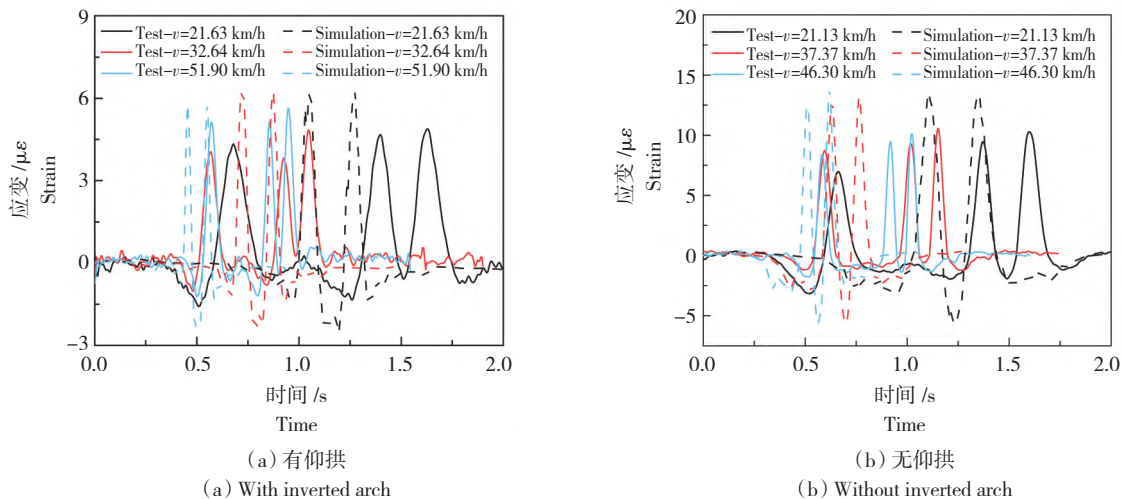 9
6
3
0
−3
应变 /με
Strain
Test−v=21.63 km/h
Test−v=32.64 km/h
Test−v=51.90 km/h
Simulation−v=21.63 km/h
Simulation−v=32.64 km/h
Simulation−v=51.90 km/h
0.0 0.5 1.0 1.5 2.0
时间 /s
Time
(a) 有仰拱
(a) With inverted arch
20
15
10
5
0
−5
应变 /με
Strain
Test−v=21.13 km/h
Test−v=37.37 km/h
Test−v=46.30 km/h
Simulation−v=21.13 km/h
Simulation−v=37.37 km/h
Simulation−v=46.30 km/h
0.0 0.5 1.0 1.5 2.0
时间 /s
Time
(b) 无仰拱
(b) Without inverted arch